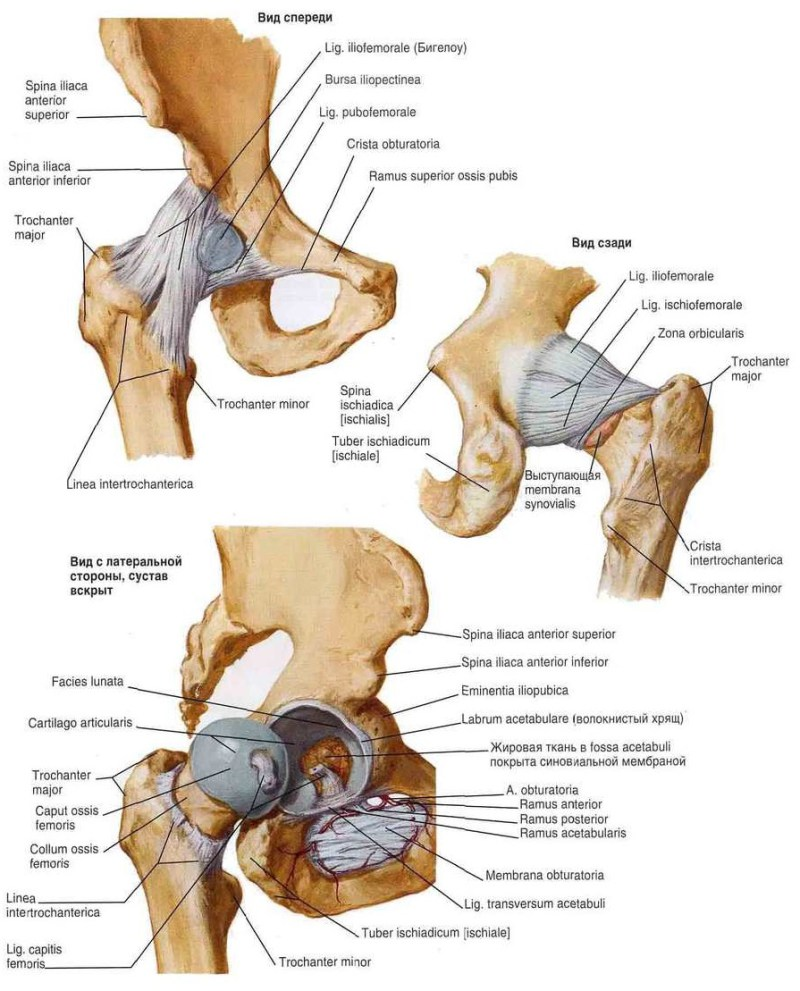 Вид спереди
Lig. iliofemorale (Бигелоу)
Bursa iliopectinea
Lig. pubofemorale
Crista obturatoria
Ramus superior ossis pubis
Spina iliaca
anterior
superior
Spina iliaca
anterior inferior
Trochanter
major
Trochanter minor
Linea intertrochanterica
Вид сзади
Lig. iliofemorale
Lig. ischiofemorale
Zona orbicularis
Trochanter
major
Spina
ischiadica
[ischialis]
Tuber ischiadicum
[ischiale]
Выступающая
membrana
synovialis
Crista
intertrochanterica
Trochanter minor
Вид с латеральной
стороны, сустав
вскрыт
Spina iliaca anterior superior
Spina iliaca anterior inferior
Eminentia iliopubica
Labrum acetabulare (волокнистый хрящ)
Жировая ткань в fossa acetabuli
покрыта синовиальной мембраной
A. obturatoria
Ramus anterior
Ramus posterior
Ramus acetabularis
Membrana obturatoria
Lig. transversum acetabuli
Tuber ischiadicum [ischiale]
Trochanter minor
Facies lunata
Cartilago articularis
Trochanter
major
Caput ossis
femoris
Collum ossis
femoris
Linea
intertrochanterica
Lig. capitis
femoris